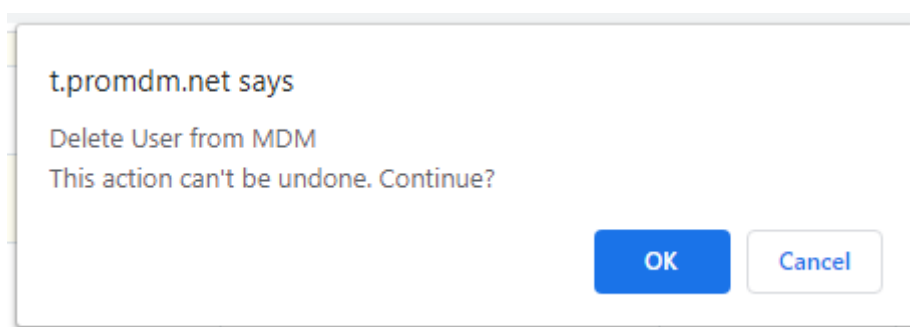 t.promdm.net says
Delete User from MDM
This action can't be undone. Continue?
OK
Cancel